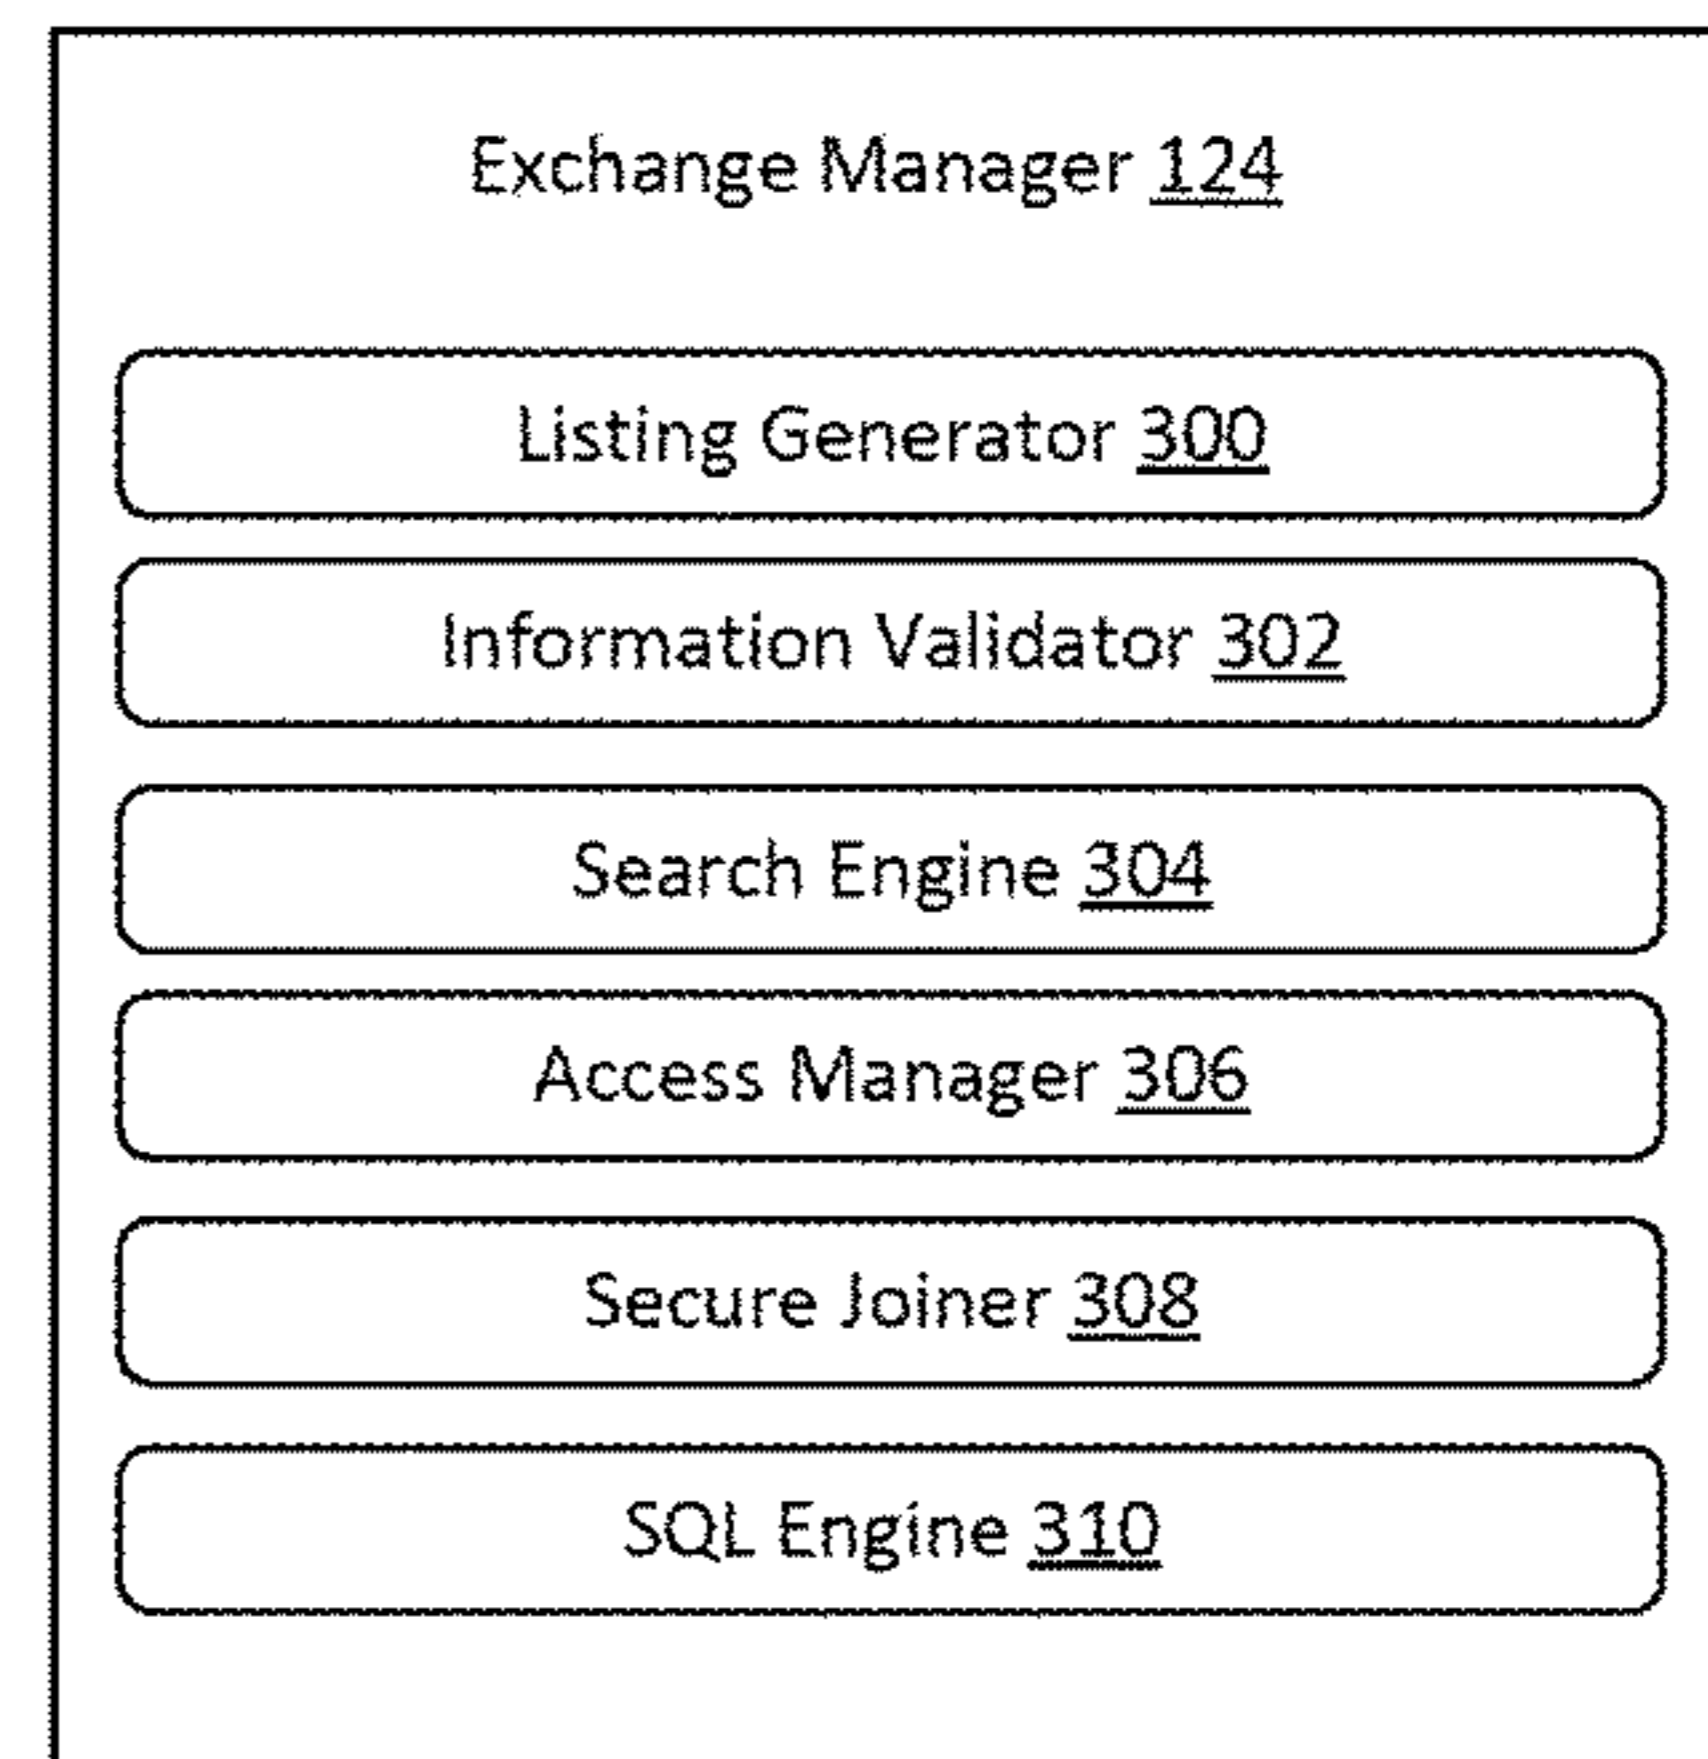 Exchange Manager 124
Listing Generator 300
Information Validator 302
Search Engine 304
Access Manager 306
Secure Joiner 308
SQL Engine 310